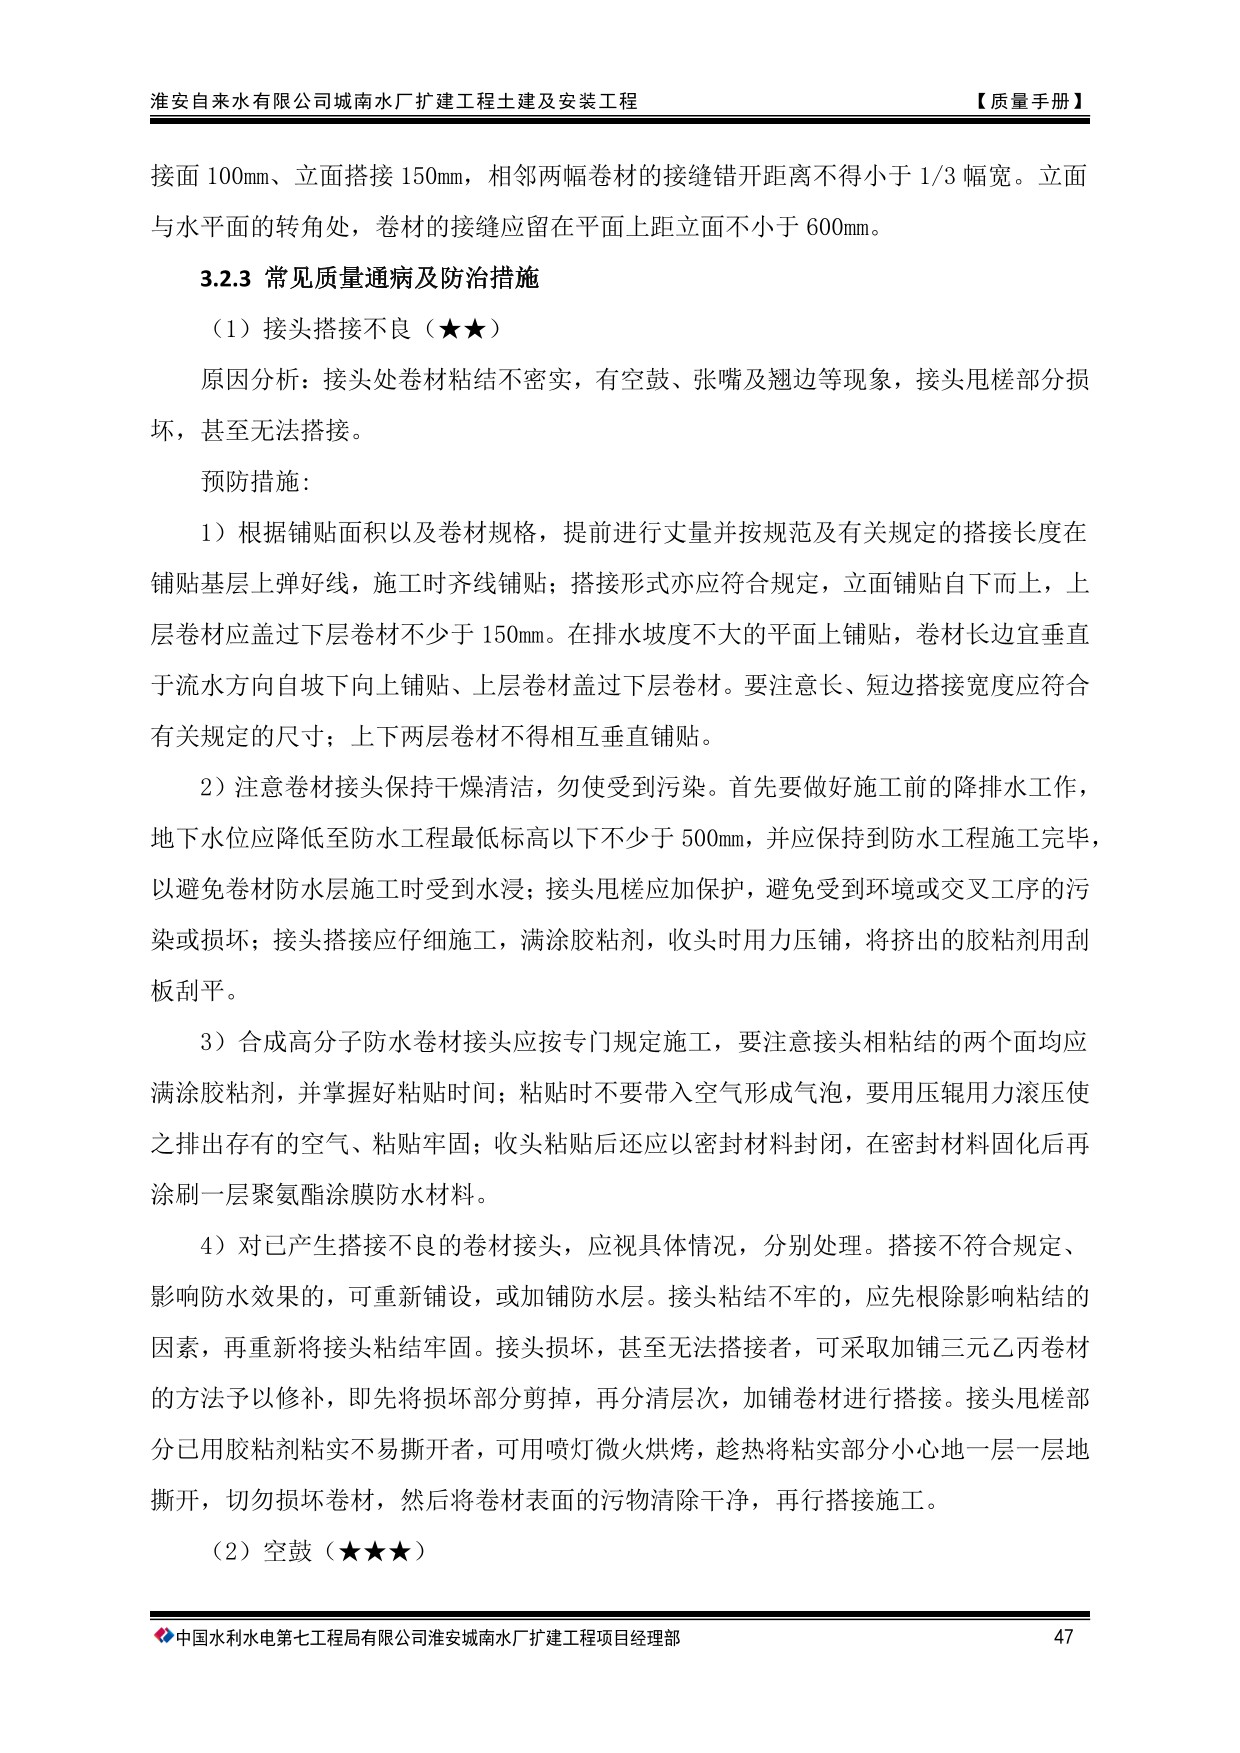 淮安自来水有限公司城南水厂扩建工程土建及安装工程 【质量手册】
接面 100mm、立面搭接 150mm，相邻两幅卷材的接缝错开距离不得小于 1/3 幅宽。立面
与水平面的转角处，卷材的接缝应留在平面上距立面不小于 600mm。
3.2.3 常见质量通病及防治措施
（1）接头搭接不良（★★）
原因分析：接头处卷材粘结不密实，有空鼓、张嘴及翘边等现象，接头甩槎部分损
坏，甚至无法搭接。
预防措施：
1）根据铺贴面积以及卷材规格，提前进行丈量并按规范及有关规定的搭接长度在
铺贴基层上弹好线，施工时齐线铺贴；搭接形式亦应符合规定，立面铺贴自下而上，上
层卷材应盖过下层卷材不少于 150mm。在排水坡度不大的平面上铺贴，卷材长边宜垂直
于流水方向自坡下向上铺贴、上层卷材盖过下层卷材。要注意长、短边搭接宽度应符合
有关规定的尺寸；上下两层卷材不得相互垂直铺贴。
2）注意卷材接头保持干燥清洁，勿使受到污染。首先要做好施工前的降排水工作，
地下水位应降低至防水工程最低标高以下不少于 500mm，并应保持到防水工程施工完毕，
以避免卷材防水层施工时受到水浸；接头甩槎应加保护，避免受到环境或交叉工序的污
染或损坏；接头搭接应仔细施工，满涂胶粘剂，收头时用力压铺，将挤出的胶粘剂用刮
板刮平。
3）合成高分子防水卷材接头应按专门规定施工，要注意接头相粘结的两个面均应
满涂胶粘剂，并掌握好粘贴时间；粘贴时不要带入空气形成气泡，要用压辊用力滚压使
之排出存有的空气、粘贴牢固；收头粘贴后还应以密封材料封闭，在密封材料固化后再
涂刷一层聚氨酯涂膜防水材料。
4）对已产生搭接不良的卷材接头，应视具体情况，分别处理。搭接不符合规定、
影响防水效果的，可重新铺设，或加铺防水层。接头粘结不牢的，应先根除影响粘结的
因素，再重新将接头粘结牢固。接头损坏，甚至无法搭接者，可采取加铺三元乙丙卷材
的方法予以修补，即先将损坏部分剪掉，再分清层次，加铺卷材进行搭接。接头甩槎部
分已用胶粘剂粘实不易撕开者，可用喷灯微火烘烤，趁热将粘实部分小心地一层一层地
撕开，切勿损坏卷材，然后将卷材表面的污物清除干净，再行搭接施工。
（2）空鼓（★★★）
中国水利水电第七工程局有限公司淮安城南水厂扩建工程项目经理部 47